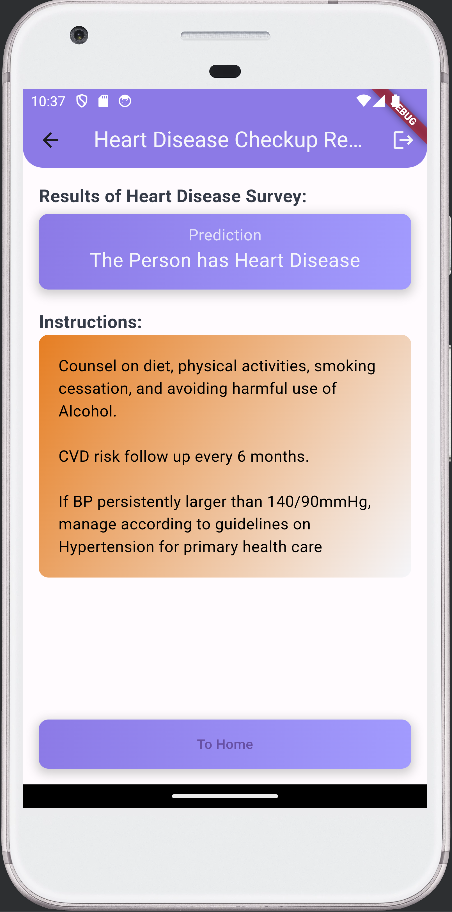 10:37
DEBUG
Heart Disease Checkup Re...
Results of Heart Disease Survey:
Prediction
The Person has Heart Disease
Instructions:
Counsel on diet, physical activities, smoking
cessation, and avoiding harmful use of
Alcohol.
CVD risk follow up every 6 months.
If BP persistently larger than 140/90mmHg,
manage according to guidelines on
Hypertension for primary health care
To Home